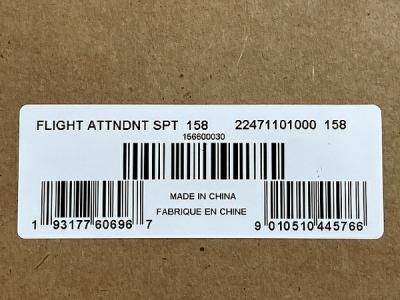 FLIGHT ATTNDNT SPT 158 22471101000 158
156600030
MADE IN CHINA
FABRIQUE EN CHINE
1 93177 60696 7
9 010510 445766